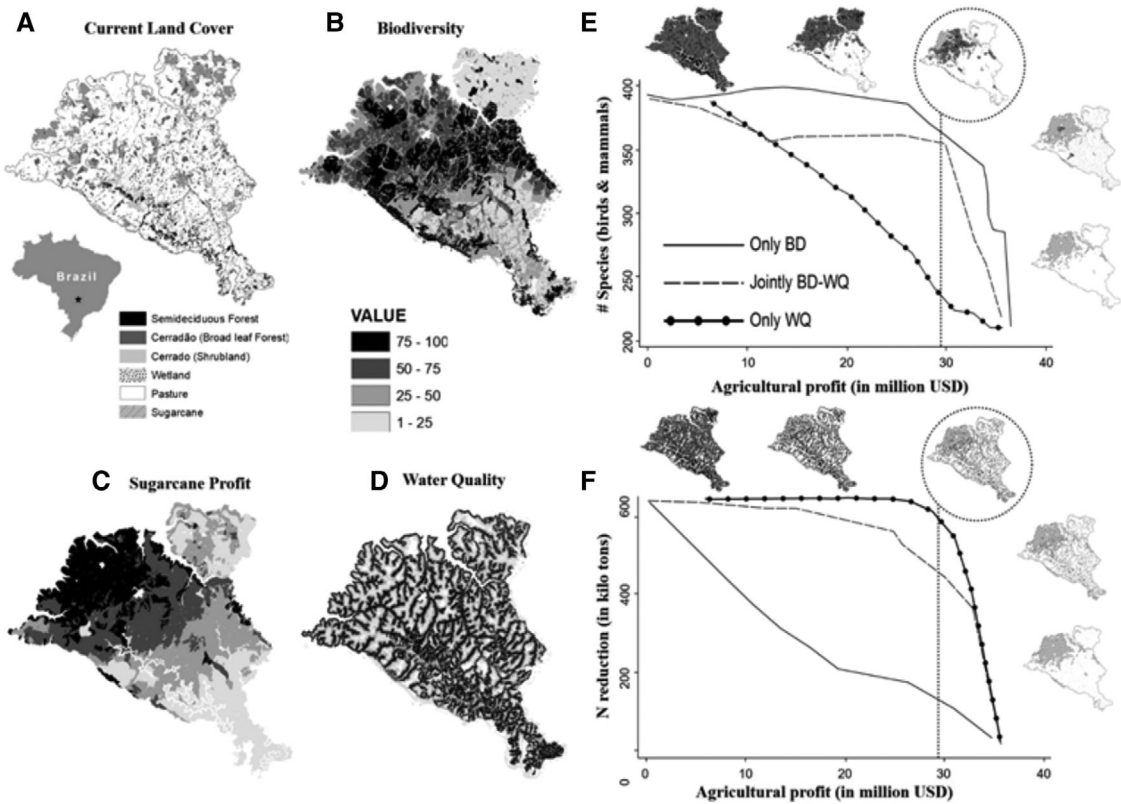 A
Current Land Cover
Brazil
Semideciduous Forest
Cerradão (Broad leaf Forest)
Cerrado (Shrubland)
Wetland
Pasture
Sugarcane
B
Biodiversity
VALUE
75 - 100
50 - 75
25 - 50
1 - 25
C
Sugarcane Profit
D
Water Quality
E
# Species (birds & mammals)
400
350
300
250
200
Only BD
Jointly BD-WQ
Only WQ
0 10 20 30 40
Agricultural profit (in million USD)
F
N reduction (in kilo tons)
600
400
200
0
0 10 20 30 40
Agricultural profit (in million USD)